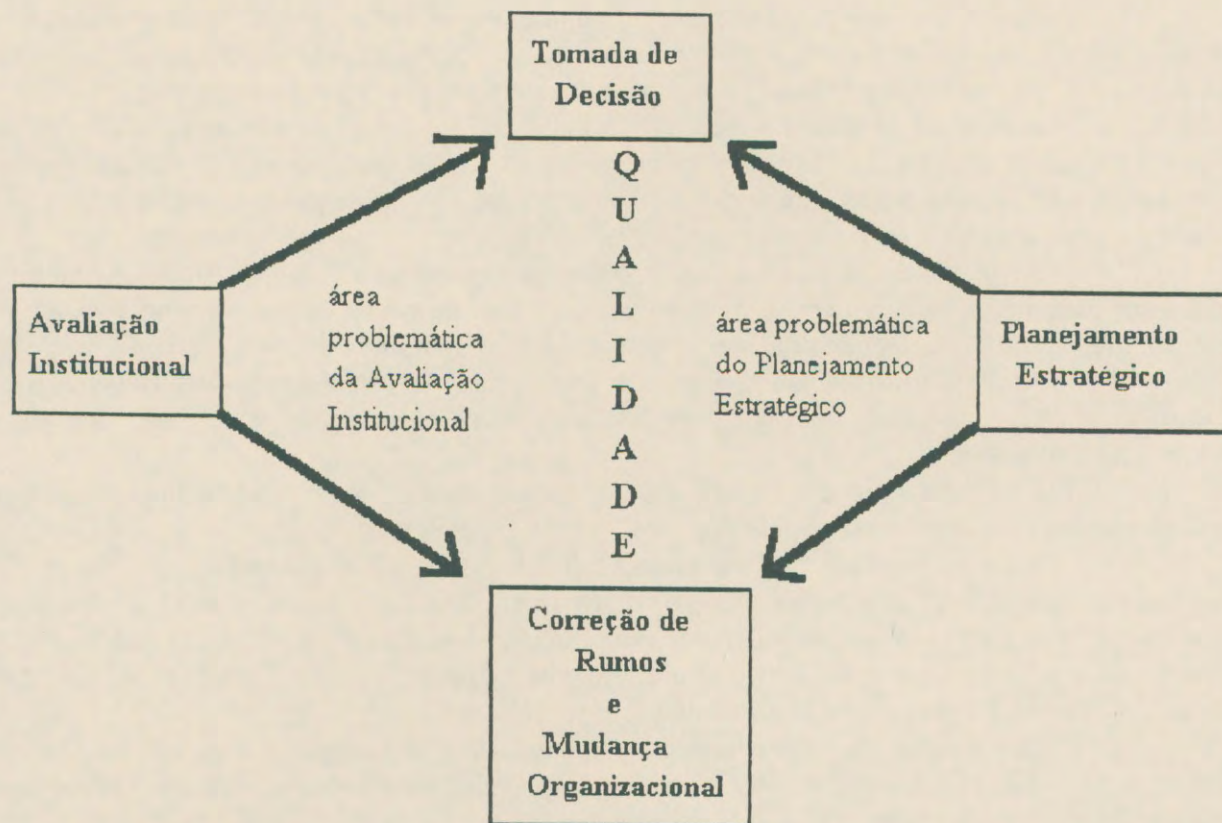 Tomada de
Decisão
Q
U
A
L
I
D
A
D
E
Avaliação
Institucional
área
problemática
da Avaliação
Institucional
área problemática
do Planejamento
Estratégico
Planejamento
Estratégico
Correção de
Rumos
e
Mudança
Organizacional